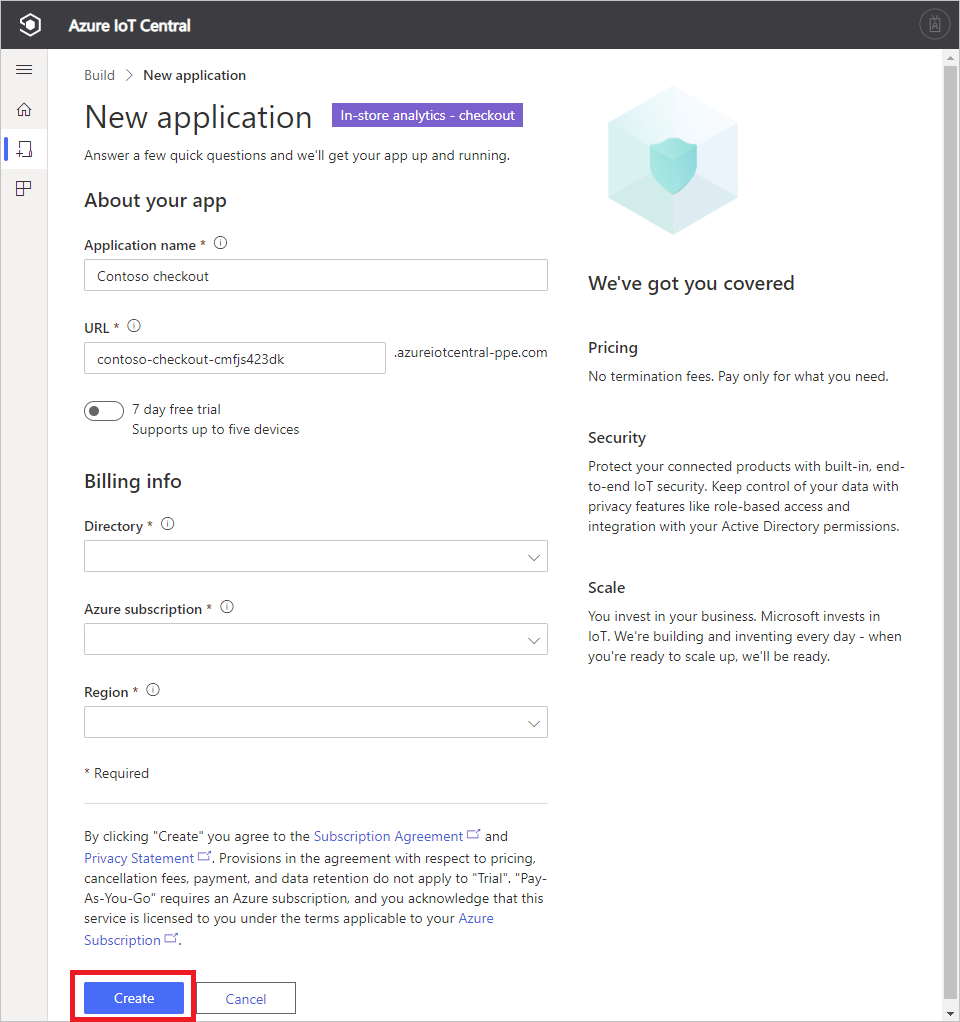 Azure IoT Central
Build > New application
New application In-store analytics - checkout
Answer a few quick questions and we'll get your app up and running.
About your app
Application name *
Contoso checkout
URL *
contoso-checkout-cmfjs423dk .azureiotcentral-ppe.com
7 day free trial
Supports up to five devices
Billing info
Directory *
Azure subscription *
Region *
* Required
By clicking "Create" you agree to the Subscription Agreement and
Privacy Statement. Provisions in the agreement with respect to pricing,
cancellation fees, payment, and data retention do not apply to "Trial". "Pay-
As-You-Go" requires an Azure subscription, and you acknowledge that this
service is licensed to you under the terms applicable to your Azure
Subscription.
Create Cancel
We've got you covered
Pricing
No termination fees. Pay only for what you need.
Security
Protect your connected products with built-in, end-
to-end IoT security. Keep control of your data with
privacy features like role-based access and
integration with your Active Directory permissions.
Scale
You invest in your business. Microsoft invests in
IoT. We're building and inventing every day - when
you're ready to scale up, we'll be ready.